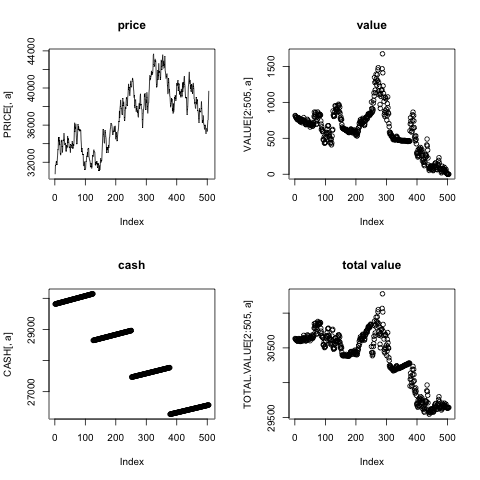 price
PRICE[, a]
32000 36000 40000 44000
0 100 200 300 400 500
Index
value
VALUE[2:505, a]
0 500 1000 1500
0 100 200 300 400 500
Index
cash
CASH[, a]
27000 29000
0 100 200 300 400 500
Index
total value
TOTAL.VALUE[2:505, a]
29500 30500
0 100 200 300 400 500
Index